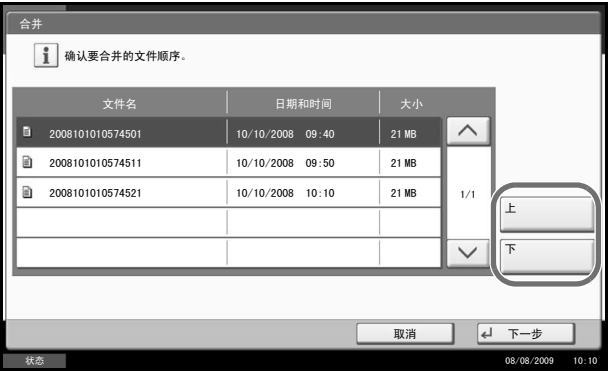 合并
确认要合并的文件顺序。
文件名 日期和时间 大小
2008101010574501 10/10/2008 09:40 21 MB
2008101010574511 10/10/2008 09:50 21 MB
2008101010574521 10/10/2008 10:10 21 MB
1/1
上
下
取消 下一步
状态 08/08/2009 10:10